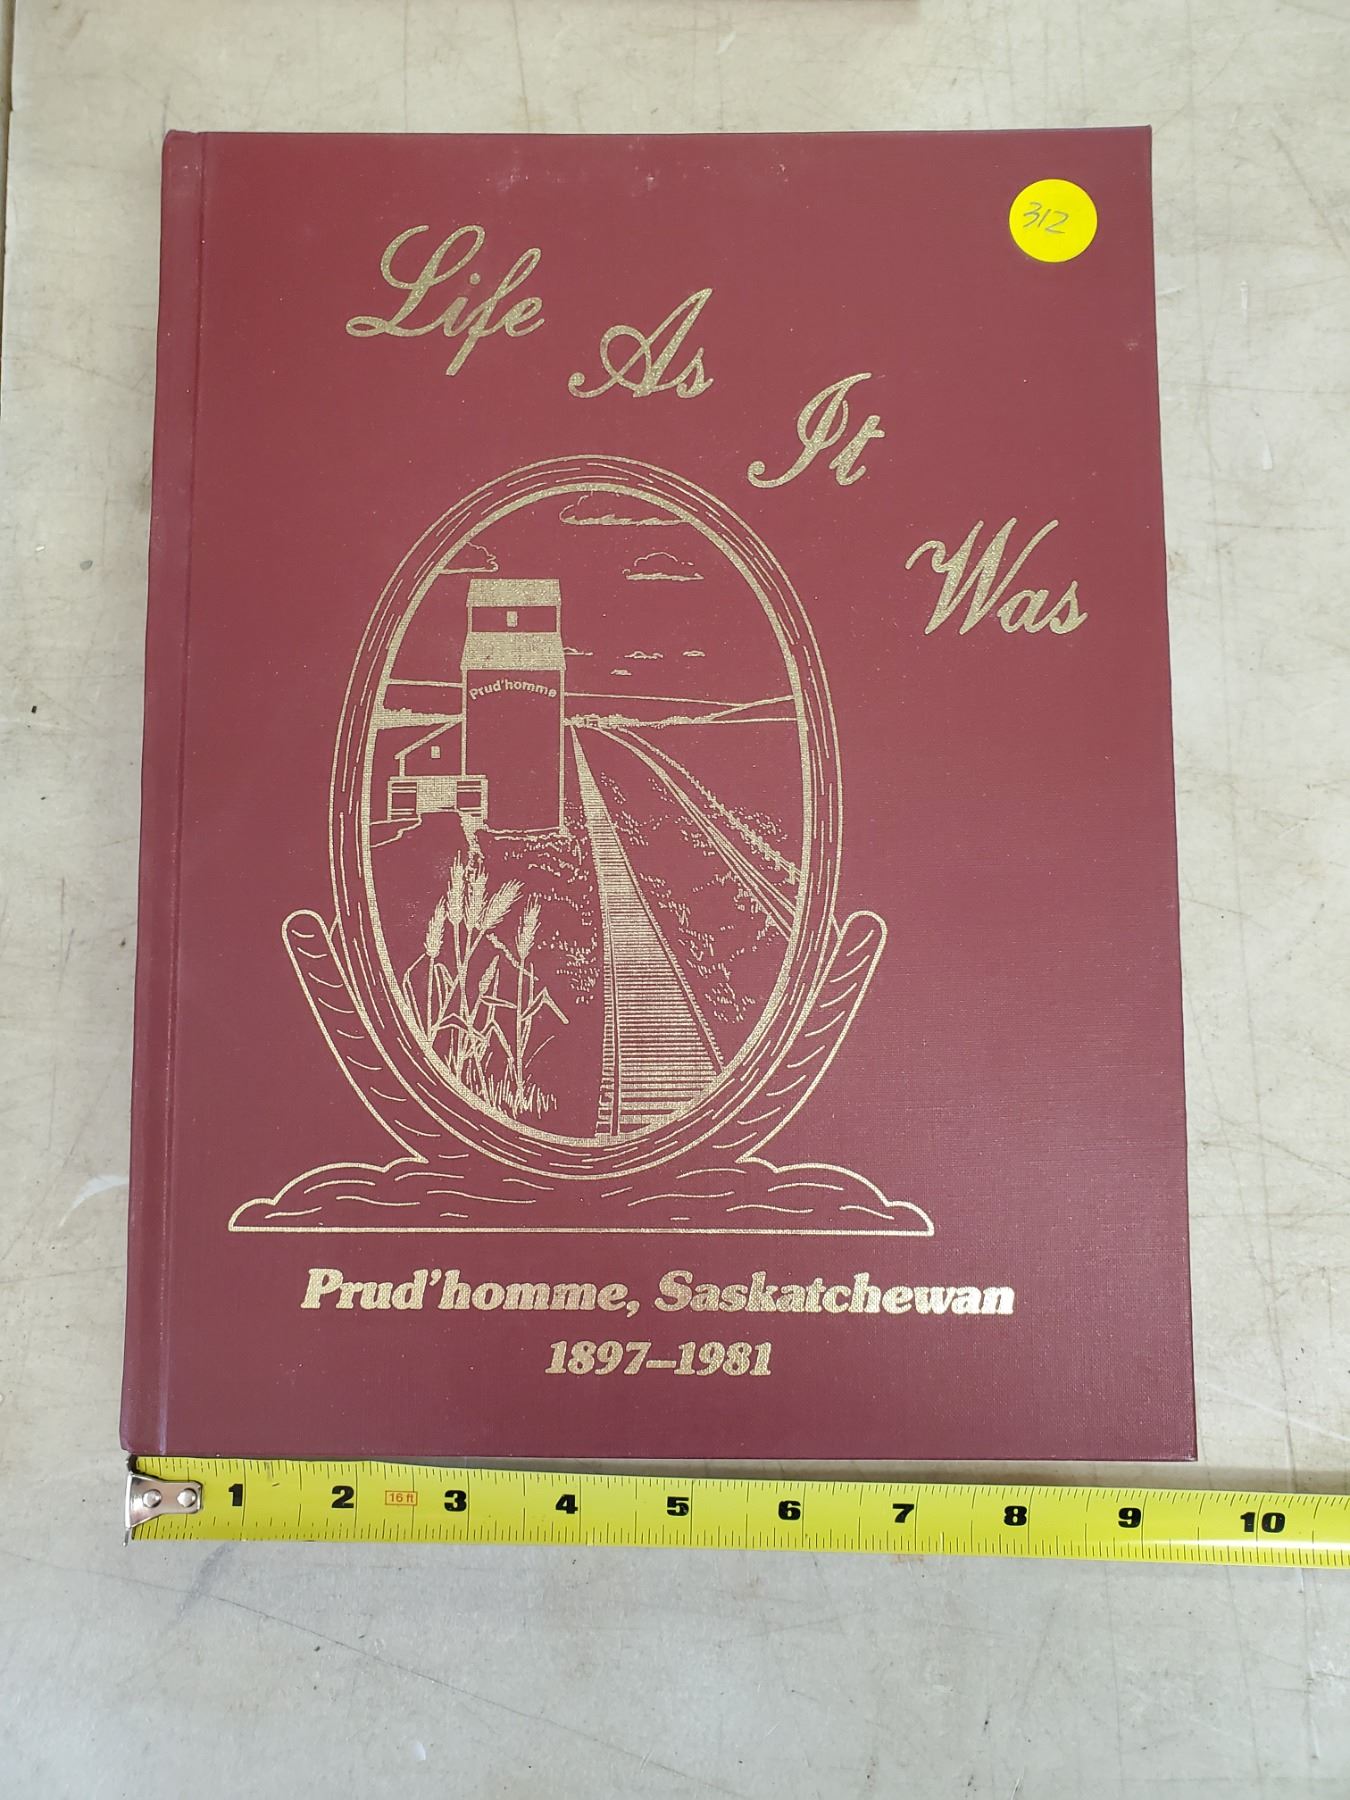 312
Life
As
It
Was
Prud'homme
Prud'homme, Saskatchewan
1897–1981
1 2 16 ft 3 4 5 6 7 8 9 10